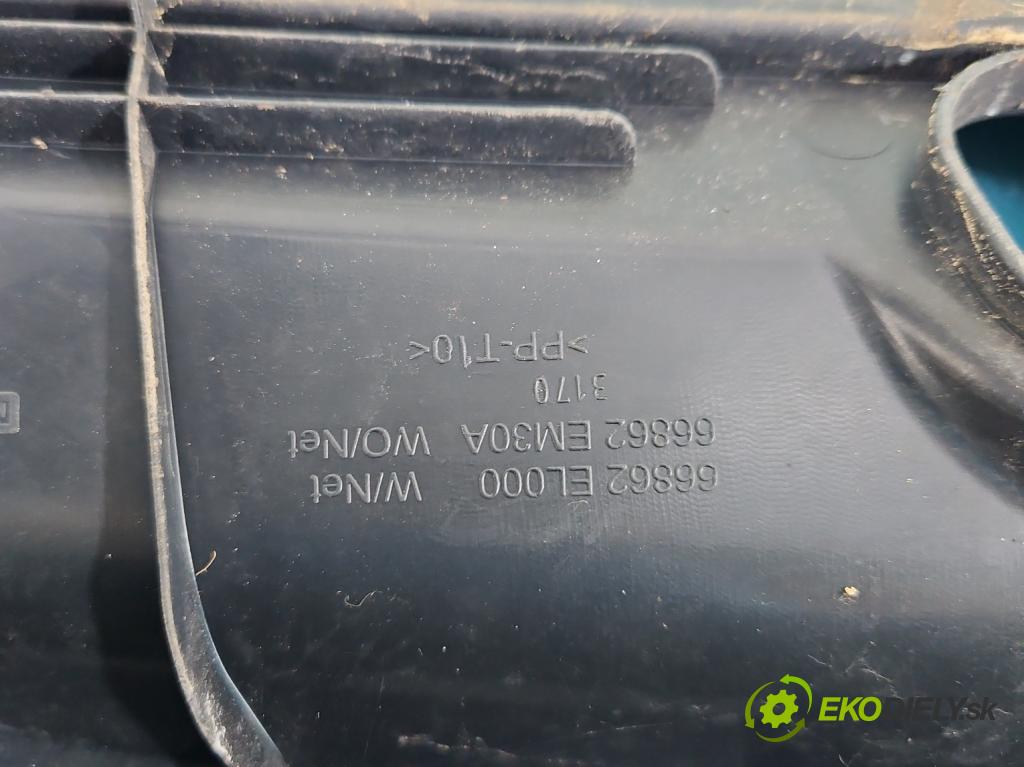 66862 EL000 W/Net
66862 EM30A WO/Net
3170
>PP-T10<
EKODIELY.sk